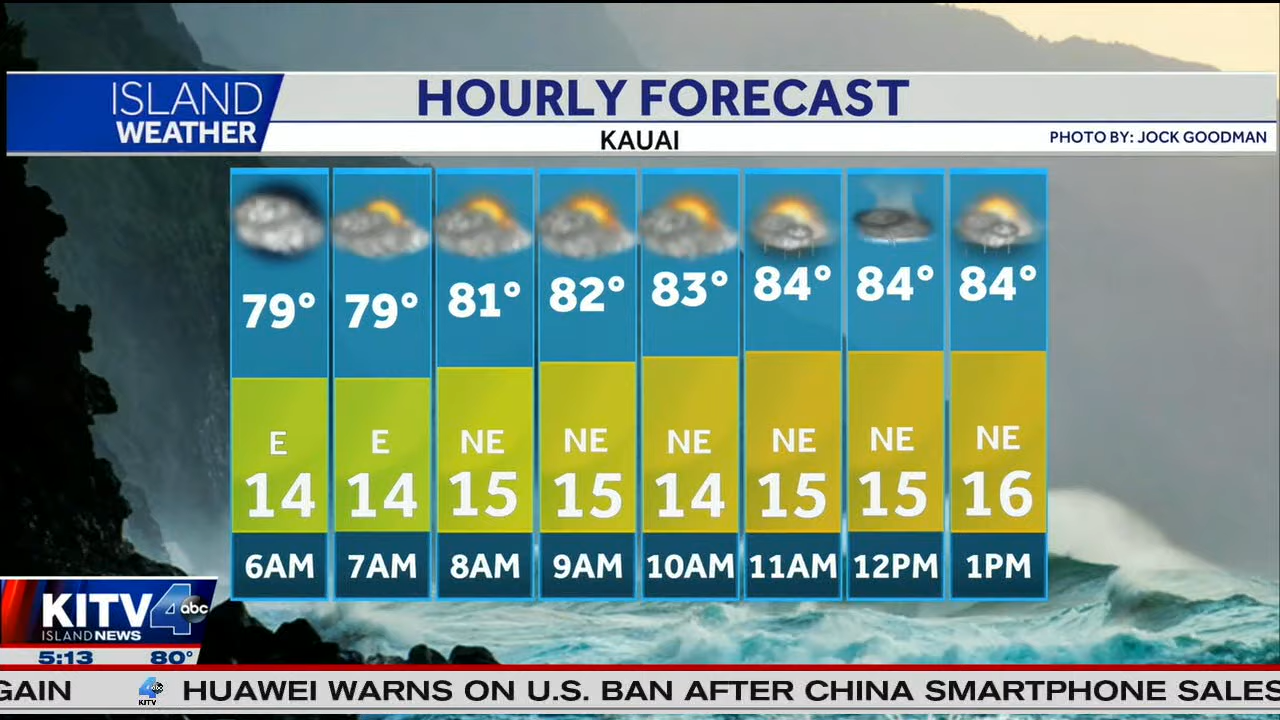 ISLAND
WEATHER
HOURLY FORECAST
KAUAI
PHOTO BY: JOCK GOODMAN
79° 79° 81° 82° 83° 84° 84° 84°
E E NE NE NE NE NE NE
14 14 15 15 14 15 15 16
6AM 7AM 8AM 9AM 10AM 11AM 12PM 1PM
KITV4 abc
ISLAND NEWS
5:13 80°
GAIN 4 abc KITV HUAWEI WARNS ON U.S. BAN AFTER CHINA SMARTPHONE SALES